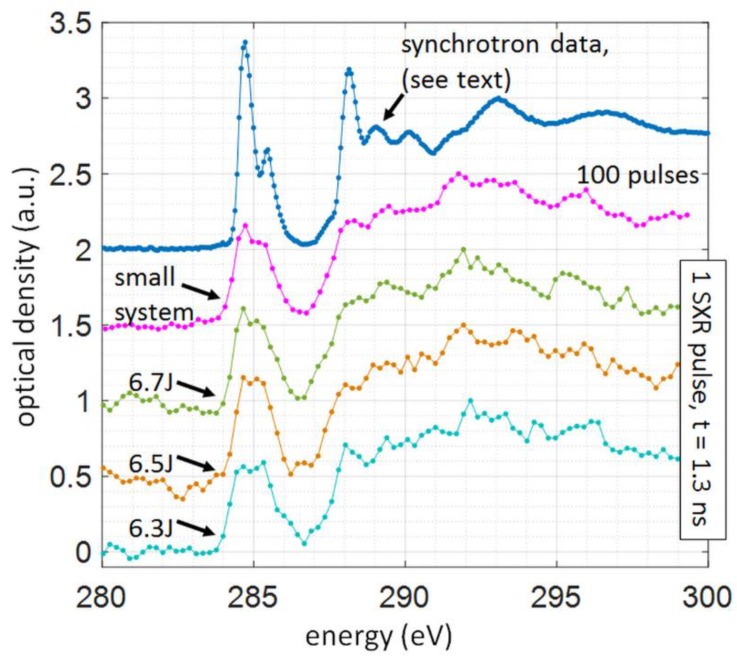 3.5
synchrotron data,
(see text)
3
100 pulses
2.5
optical density (a.u.)
2
small
system
1.5
1 SXR pulse, t = 1.3 ns
6.7J
1
6.5J
0.5
6.3J
0
280 285 290 295 300
energy (eV)